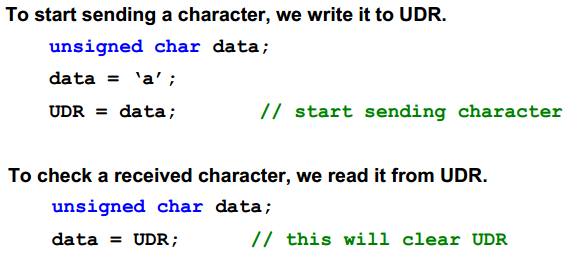 To start sending a character, we write it to UDR.
unsigned char data;
data = ‘a’;
UDR = data; // start sending character
To check a received character, we read it from UDR.
unsigned char data;
data = UDR; // this will clear UDR